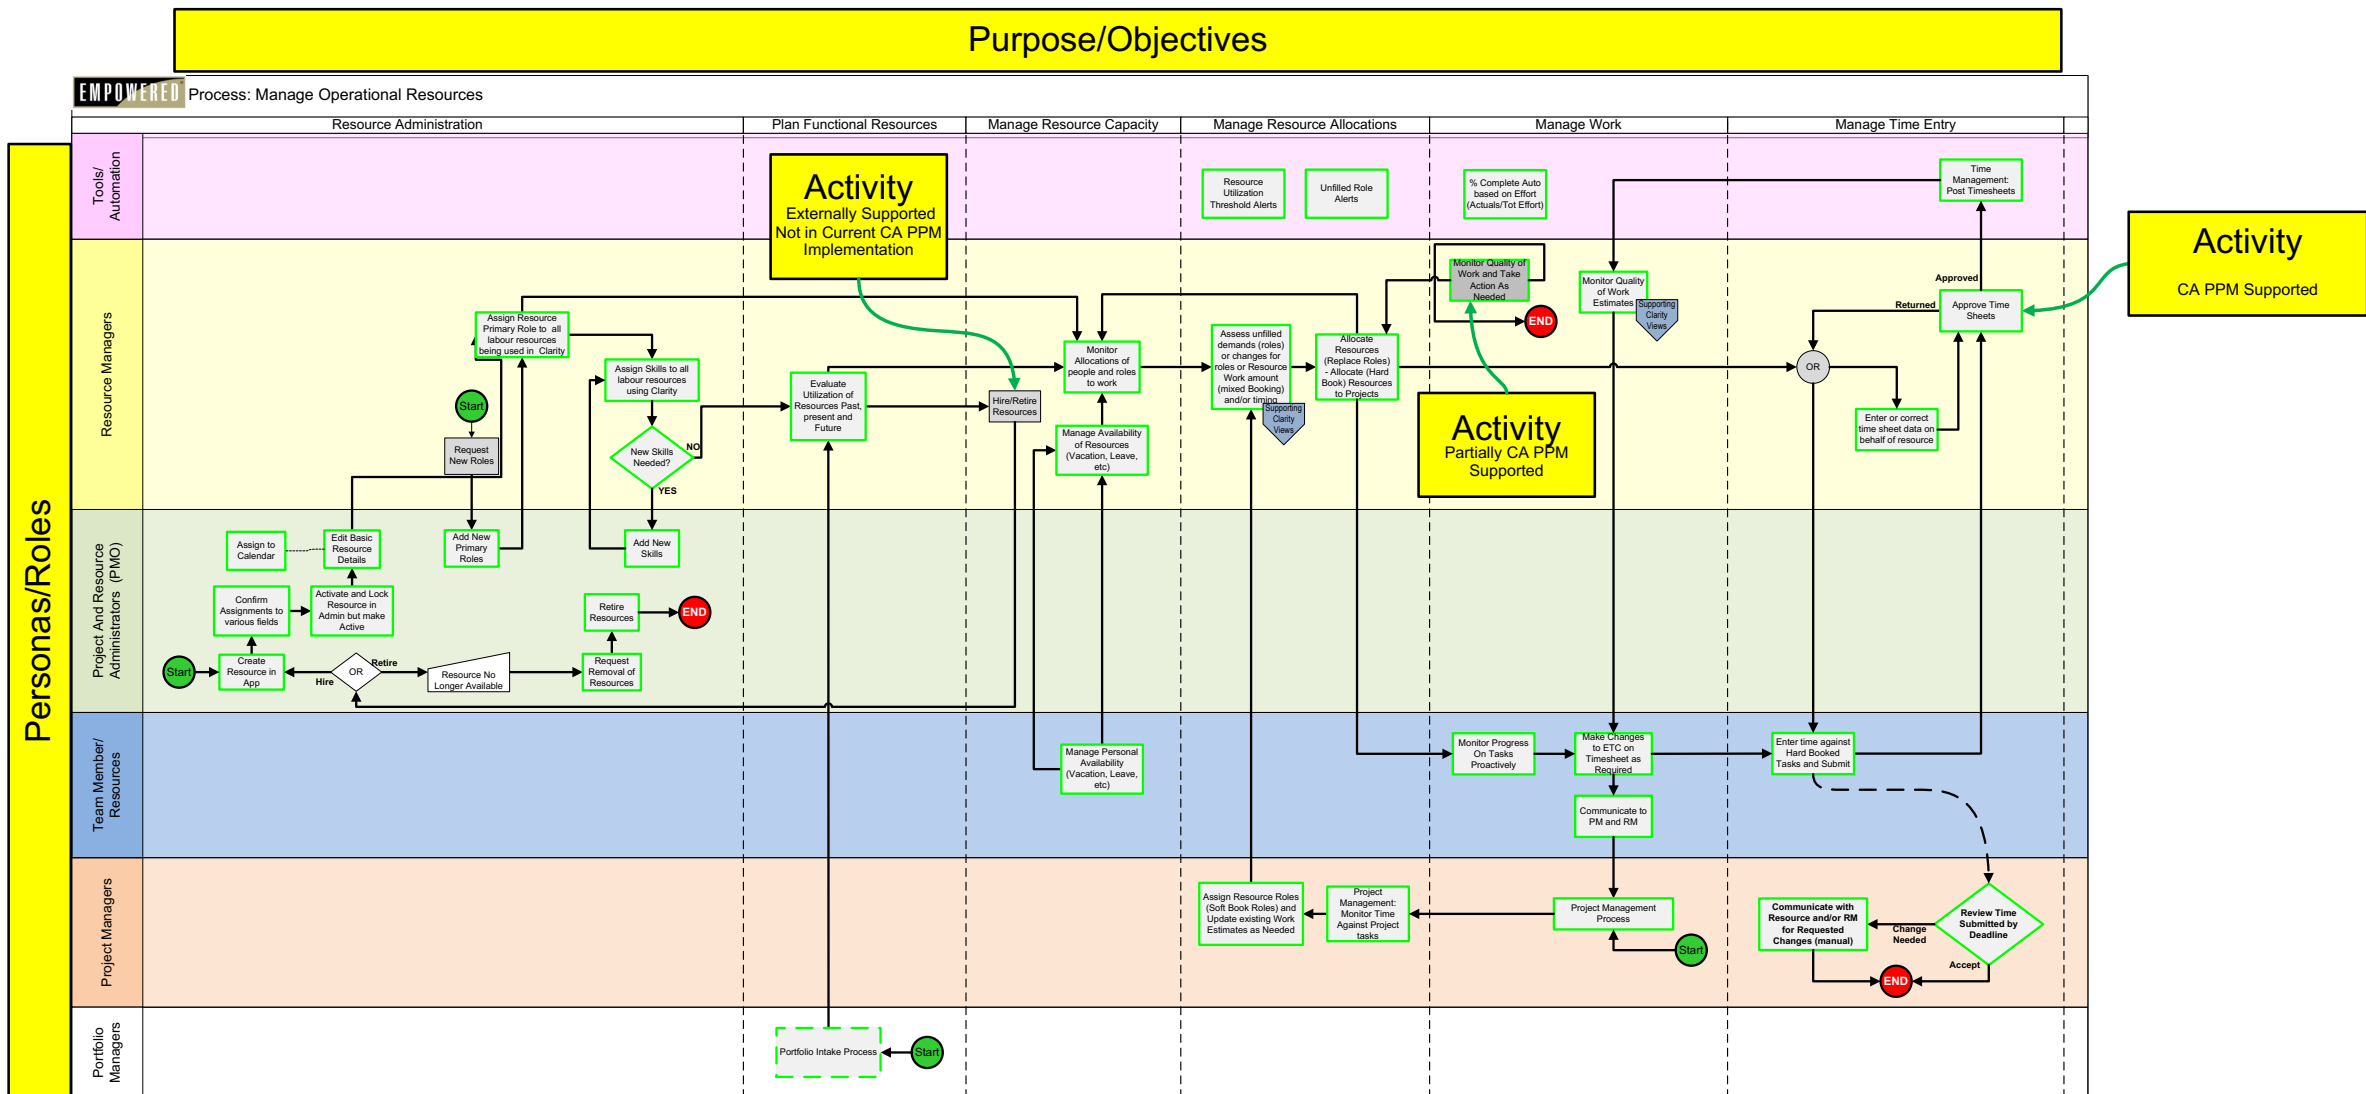 Purpose/Objectives
EMPOWERED
Process: Manage Operational Resources
Resource Administration
Plan Functional Resources
Manage Resource Capacity
Manage Resource Allocations
Manage Work
Manage Time Entry
Personas/Roles
Tools/
Automation
Activity
Externally Supported
Not in Current CA PPM
Implementation
Resource
Utilization
Threshold Alerts
Unfilled Role
Alerts
% Complete Auto
based on Effort
(Actuals/Tot Effort)
Time
Management:
Post Timesheets
Activity
CA PPM Supported
Resource Managers
Assign Resource
Primary Role to  all
labour resources
being used in  Clarity
Start
Request
New Roles
Assign Skills to all
labour resources
using Clarity
New Skills
Needed?
NO
YES
Evaluate
Utilization of
Resources Past,
present and
Future
Hire/Retire
Resources
Monitor
Allocations of
people and roles
to work
Manage Availability
of Resources
(Vacation, Leave,
etc)
Assess unfilled
demands (roles)
or changes for
roles or Resource
Work amount
(mixed Booking)
and/or timing
Supporting
Clarity
Views
Allocate
Resources
(Replace Roles)
- Allocate (Hard
Book) Resources
to Projects
Monitor Quality of
Work and Take
Action As
Needed
END
Activity
Partially CA PPM
Supported
Monitor Quality
of Work
Estimates
Supporting
Clarity
Views
Approved
Returned
Approve Time
Sheets
OR
Enter or correct
time sheet data on
behalf of resource
Project And Resource
Administrators  (PMO)
Assign to
Calendar
Edit Basic
Resource
Details
Add New
Primary
Roles
Add New
Skills
Confirm
Assignments to
various fields
Activate and Lock
Resource in
Admin but make
Active
Retire
Resources
END
Start
Create
Resource in
App
Hire
OR
Retire
Resource No
Longer Available
Request
Removal of
Resources
Team Member/
Resources
Manage Personal
Availability
(Vacation, Leave,
etc)
Monitor Progress
On Tasks
Proactively
Make Changes
to ETC on
Timesheet as
Required
Communicate to
PM and RM
Enter time against
Hard Booked
Tasks and Submit
Project Managers
Assign Resource Roles
(Soft Book Roles) and
Update existing Work
Estimates as Needed
Project
Management:
Monitor Time
Against Project
tasks
Project Management
Process
Start
Communicate with
Resource and/or RM
for Requested
Changes (manual)
Change
Needed
Review Time
Submitted by
Deadline
Accept
END
Portfolio
Managers
Portfolio Intake Process
Start